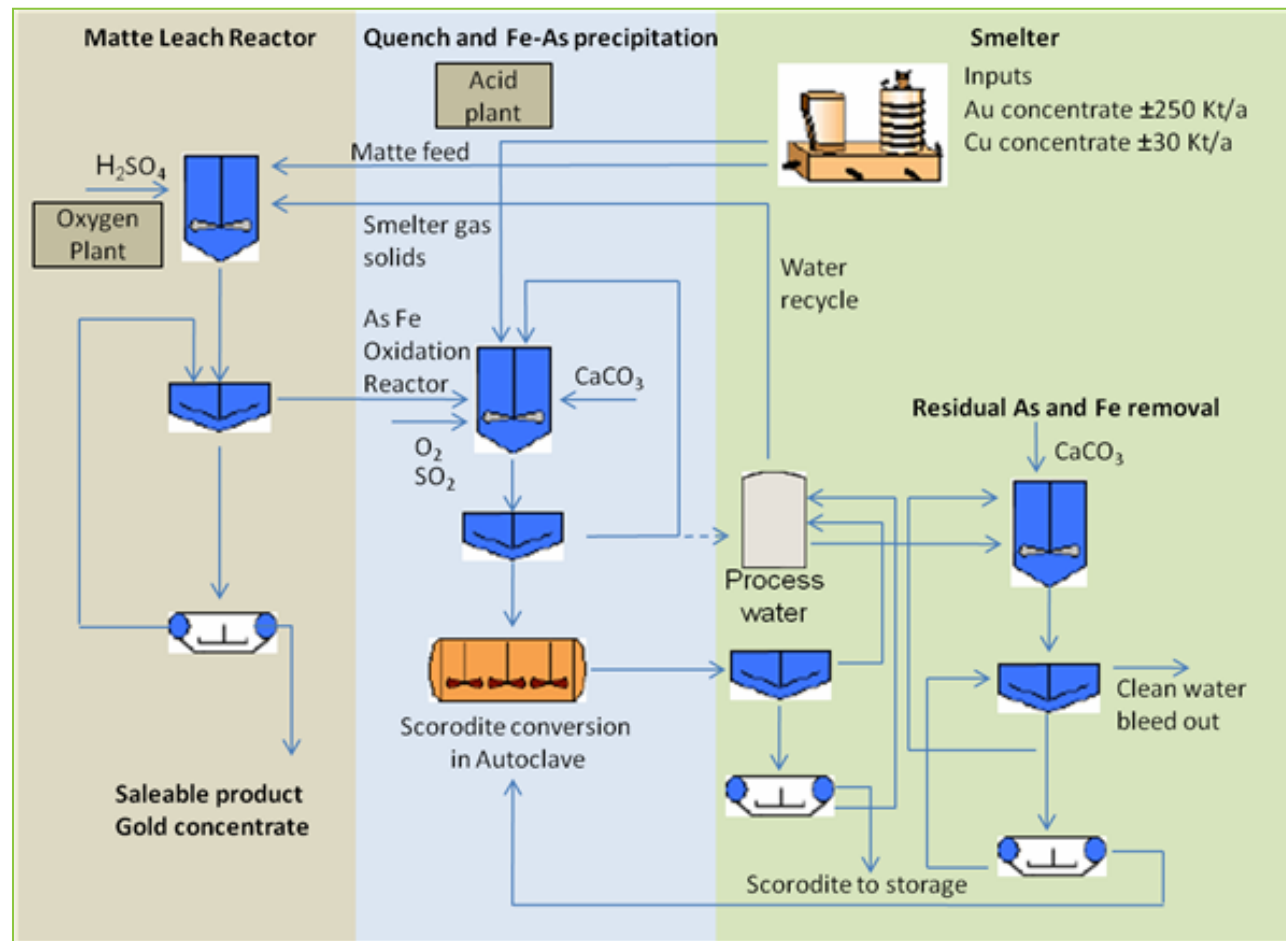 Matte Leach Reactor
Quench and Fe-As precipitation
Smelter
Acid
plant
Inputs
Au concentrate ±250 Kt/a
Cu concentrate ±30 Kt/a
Matte feed
H₂SO₄
Oxygen
Plant
Smelter gas
solids
Water
recycle
As Fe
Oxidation
Reactor
CaCO₃
O₂
SO₂
Residual As and Fe removal
CaCO₃
Process
water
Clean water
bleed out
Scorodite conversion
in Autoclave
Saleable product
Gold concentrate
Scorodite to storage